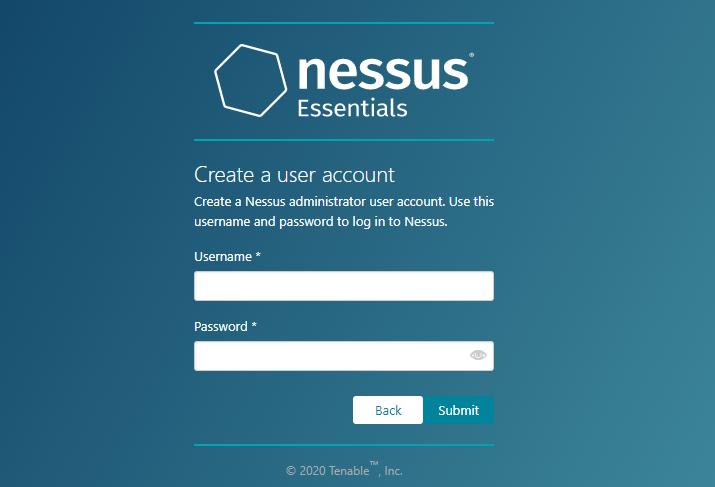 nessus®
Essentials
Create a user account
Create a Nessus administrator user account. Use this
username and password to log in to Nessus.
Username *
Password *
Back
Submit
© 2020 Tenable™, Inc.